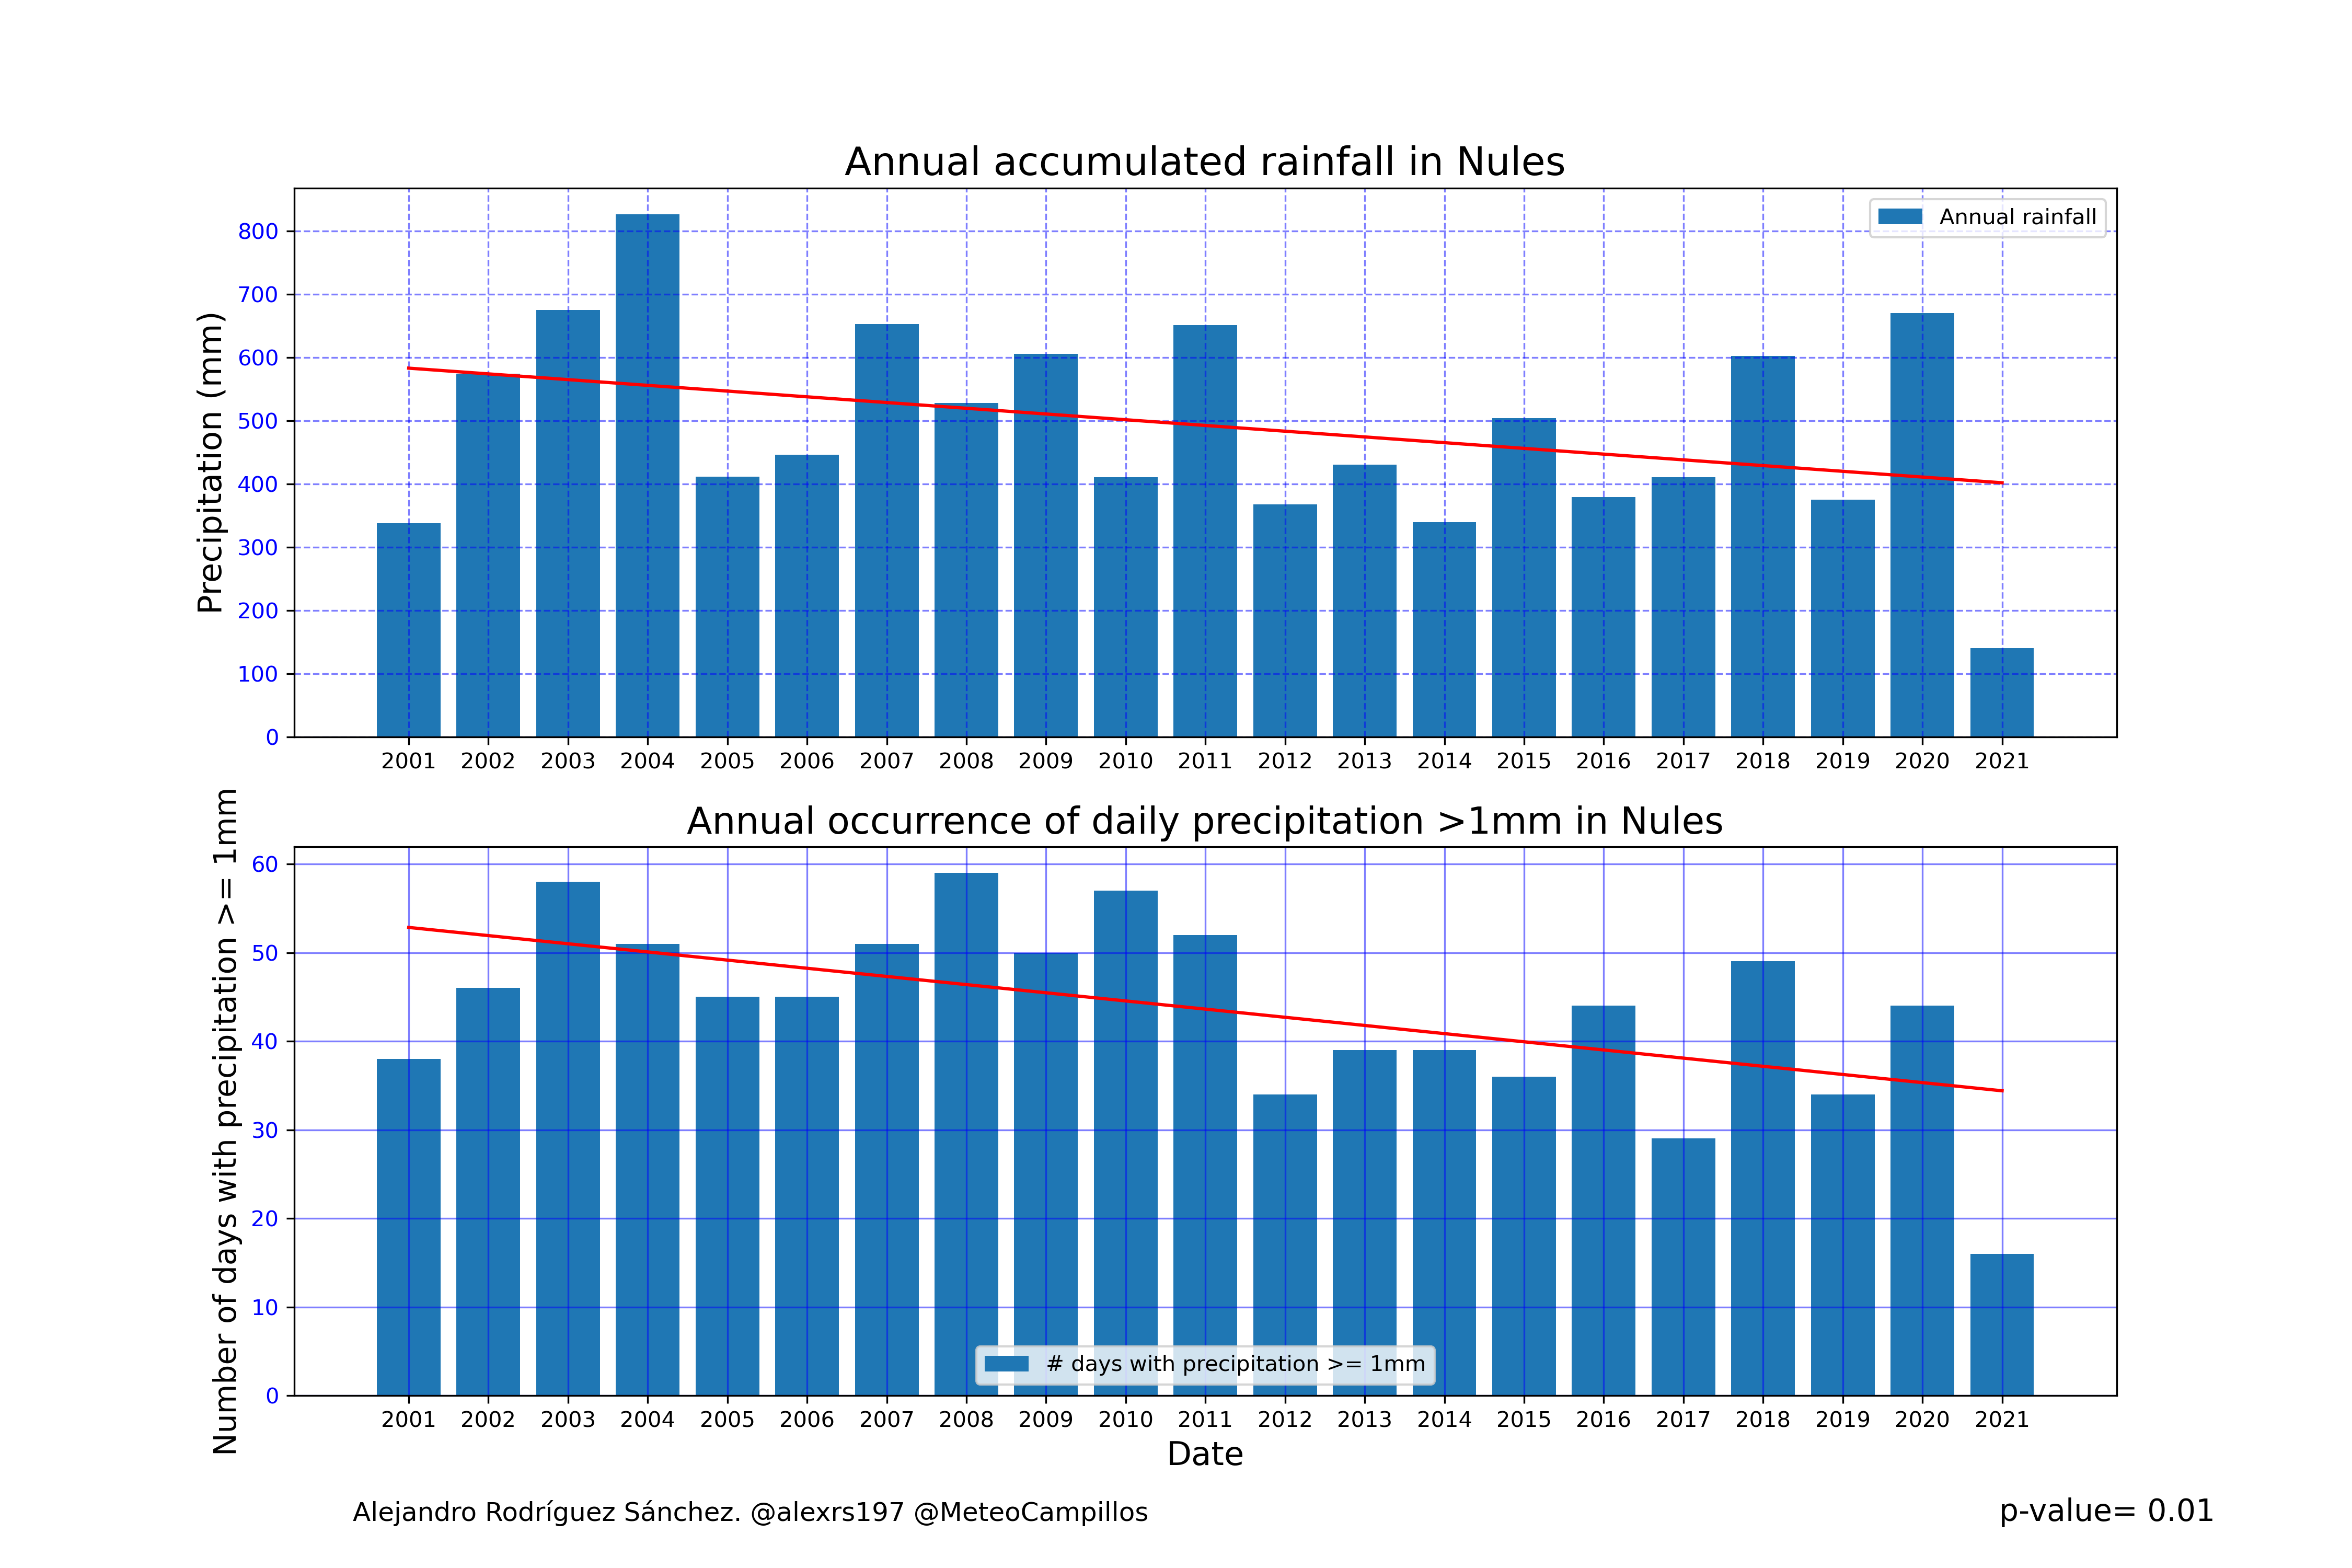 Annual accumulated rainfall in Nules
Annual rainfall
Precipitation (mm)
800
700
600
500
400
300
200
100
0
2001 2002 2003 2004 2005 2006 2007 2008 2009 2010 2011 2012 2013 2014 2015 2016 2017 2018 2019 2020 2021
Annual occurrence of daily precipitation >1mm in Nules
Number of days with precipitation >= 1mm
60
50
40
30
20
10
0
# days with precipitation >= 1mm
2001 2002 2003 2004 2005 2006 2007 2008 2009 2010 2011 2012 2013 2014 2015 2016 2017 2018 2019 2020 2021
Date
Alejandro Rodríguez Sánchez. @alexrs197 @MeteoCampillos
p-value= 0.01